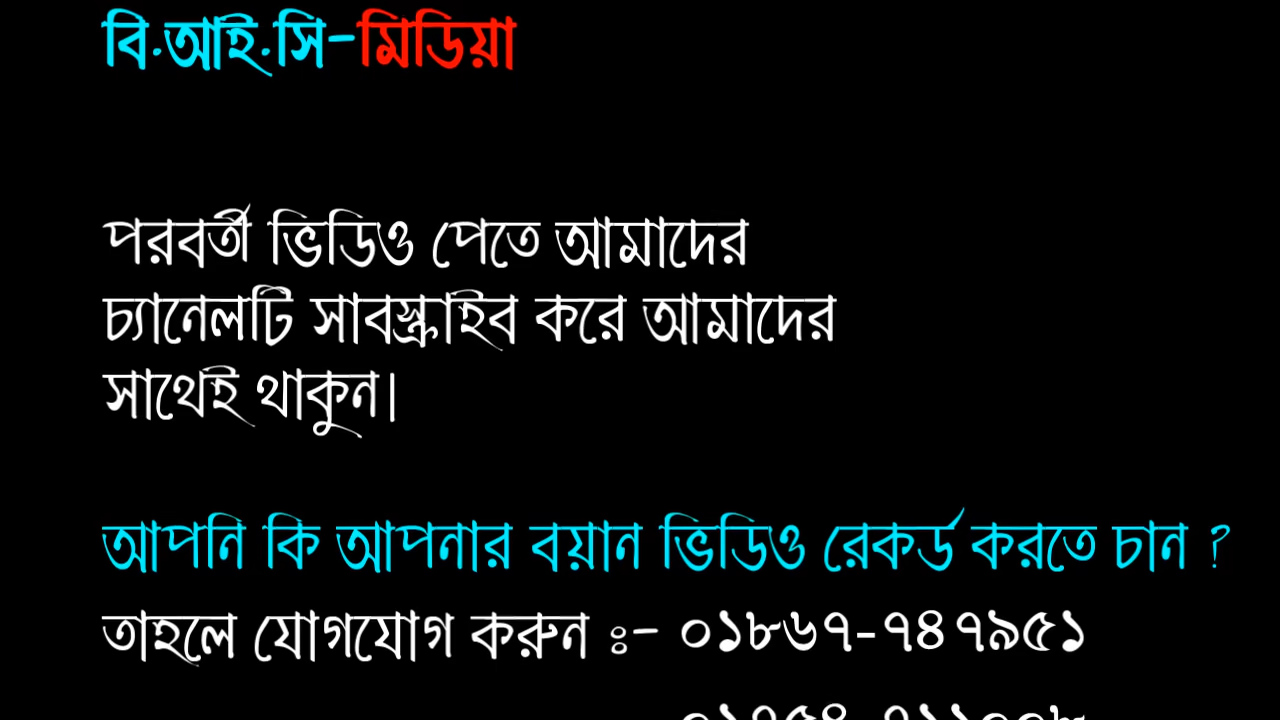 বি.আই.সি-মিডিয়া
পরবর্তী ভিডিও পেতে আমাদের
চ্যানেলটি সাবস্ক্রাইব করে আমাদের
সাথেই থাকুন।
আপনি কি আপনার বয়ান ভিডিও রেকর্ড করতে চান ?
তাহলে যোগযোগ করুন ঃ- ০১৮৬৭-৭৪৭৯৫১